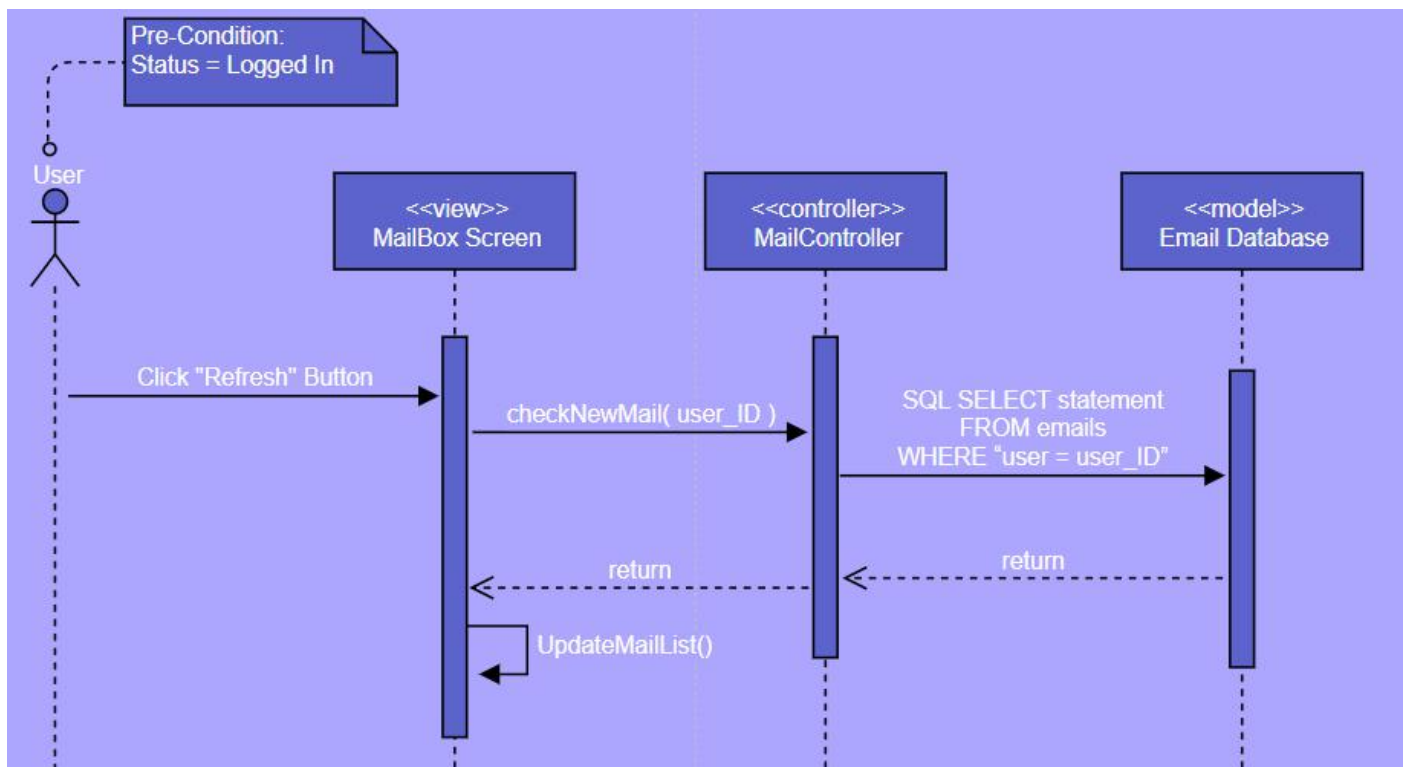 Pre-Condition:
Status = Logged In
User
<<view>>
MailBox Screen
<<controller>>
MailController
<<model>>
Email Database
Click "Refresh" Button
checkNewMail( user_ID )
SQL SELECT statement
FROM emails
WHERE “user = user_ID”
return
return
UpdateMailList()